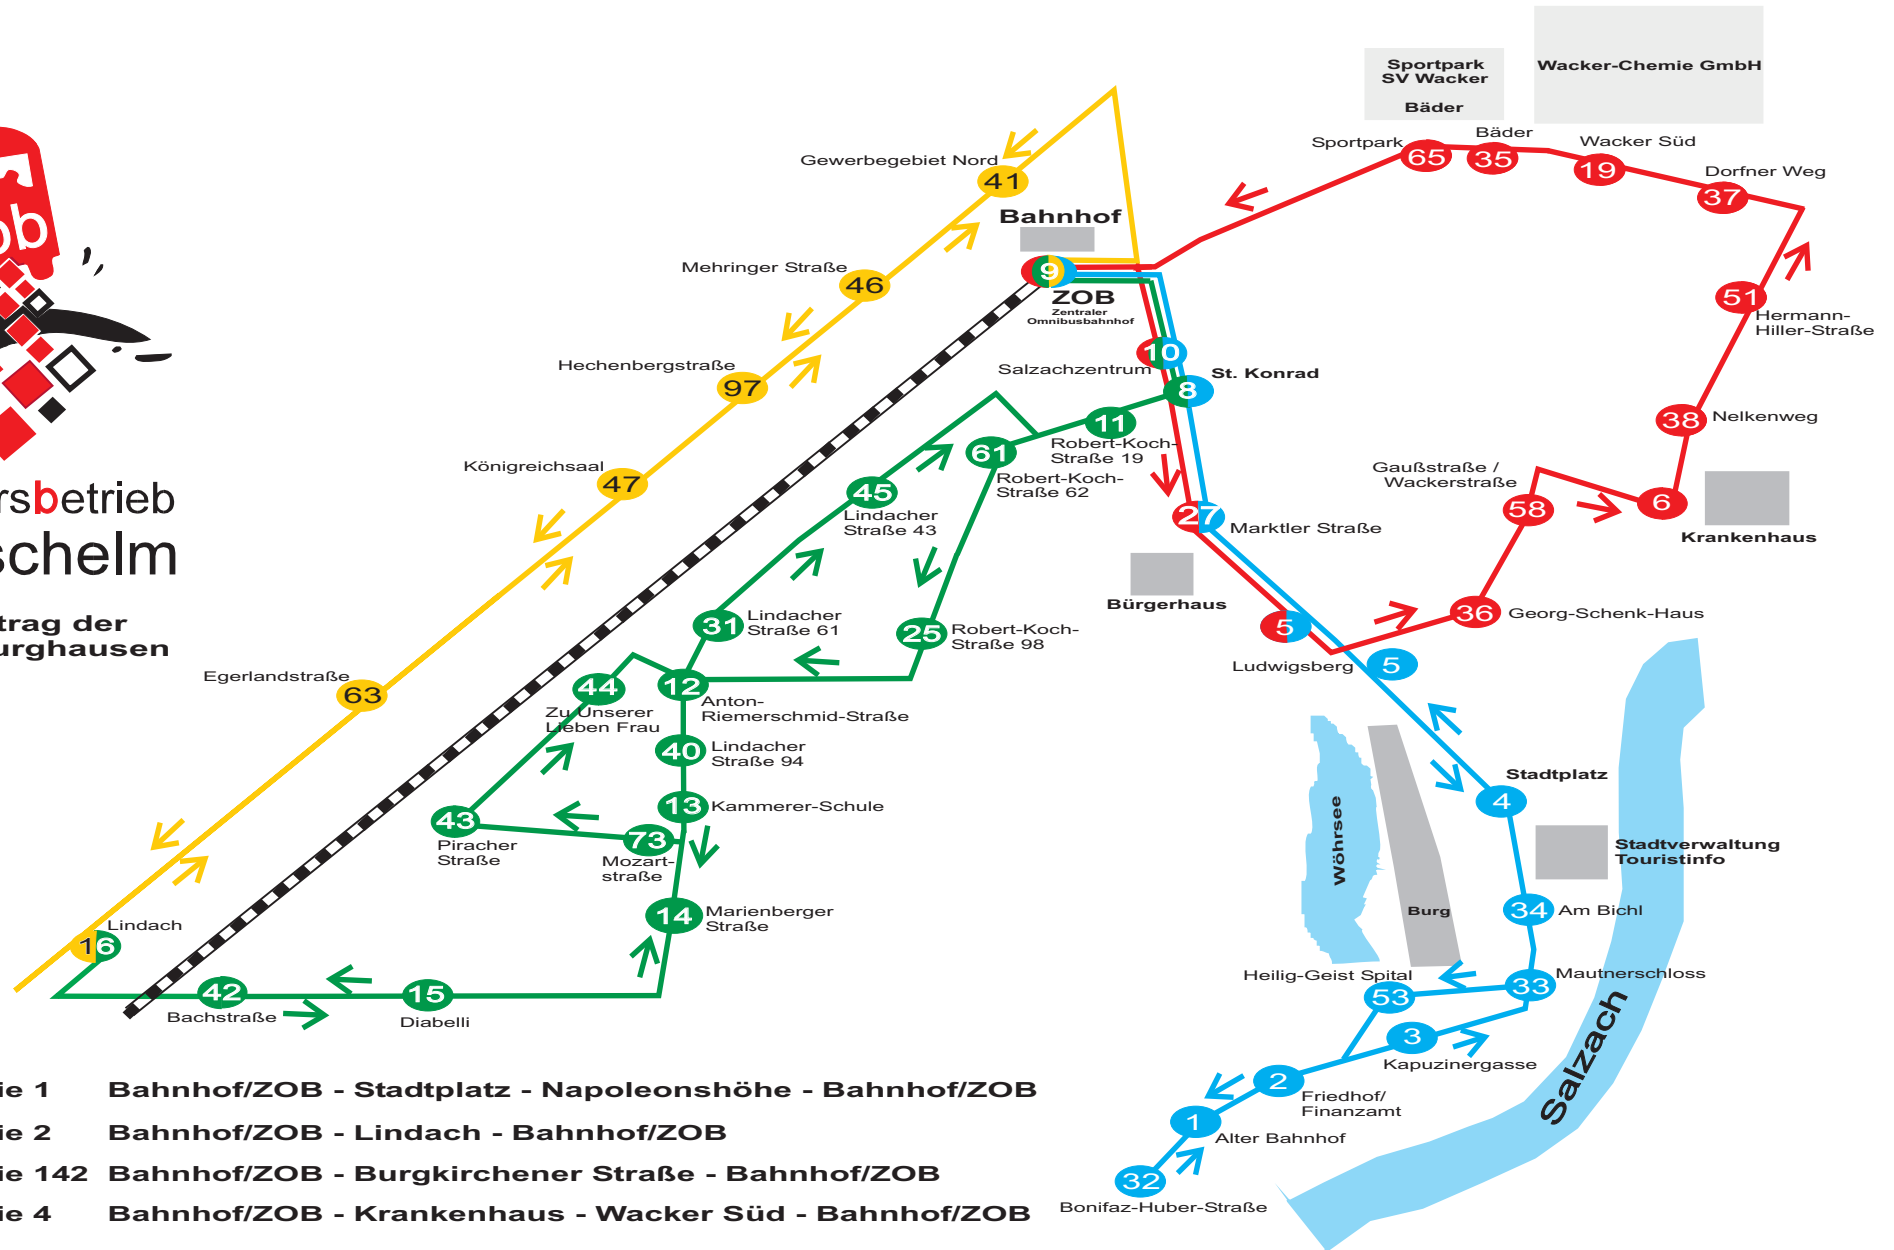 ob
rsbetrieb
schelm
trag der
urghausen
Sportpark
SV Wacker
Bäder
Wacker-Chemie GmbH
Sportpark
65
Bäder
35
Wacker Süd
19
Dorfner Weg
37
51
Hermann-
Hiller-Straße
38
Nelkenweg
6
Krankenhaus
Gaußstraße /
Wackerstraße
58
36
Georg-Schenk-Haus
Gewerbegebiet Nord
41
Bahnhof
9
ZOB
Zentraler
Omnibusbahnhof
Mehringer Straße
46
Hechenbergstraße
97
Königreichsaal
47
Egerlandstraße
63
Lindach
16
10
Salzachzentrum
8
St. Konrad
11
Robert-Koch-
Straße 19
61
Robert-Koch-
Straße 62
45
Lindacher
Straße 43
31
Lindacher
Straße 61
25
Robert-Koch-
Straße 98
44
Zu Unserer
Lieben Frau
12
Anton-
Riemerschmid-Straße
40
Lindacher
Straße 94
13
Kammerer-Schule
43
Piracher
Straße
73
Mozart-
straße
14
Marienberger
Straße
42
Bachstraße
15
Diabelli
27
Marktler Straße
Bürgerhaus
5
Ludwigsberg
5
Stadtplatz
4
Stadtverwaltung
Touristinfo
Wöhrsee
Burg
34
Am Bichl
Heilig-Geist Spital
53
33
Mautnerschloss
3
Kapuzinergasse
2
Friedhof/
Finanzamt
1
Alter Bahnhof
32
Bonifaz-Huber-Straße
Salzach
ie 1 Bahnhof/ZOB - Stadtplatz - Napoleonshöhe - Bahnhof/ZOB
ie 2 Bahnhof/ZOB - Lindach - Bahnhof/ZOB
ie 142 Bahnhof/ZOB - Burgkirchener Straße - Bahnhof/ZOB
ie 4 Bahnhof/ZOB - Krankenhaus - Wacker Süd - Bahnhof/ZOB